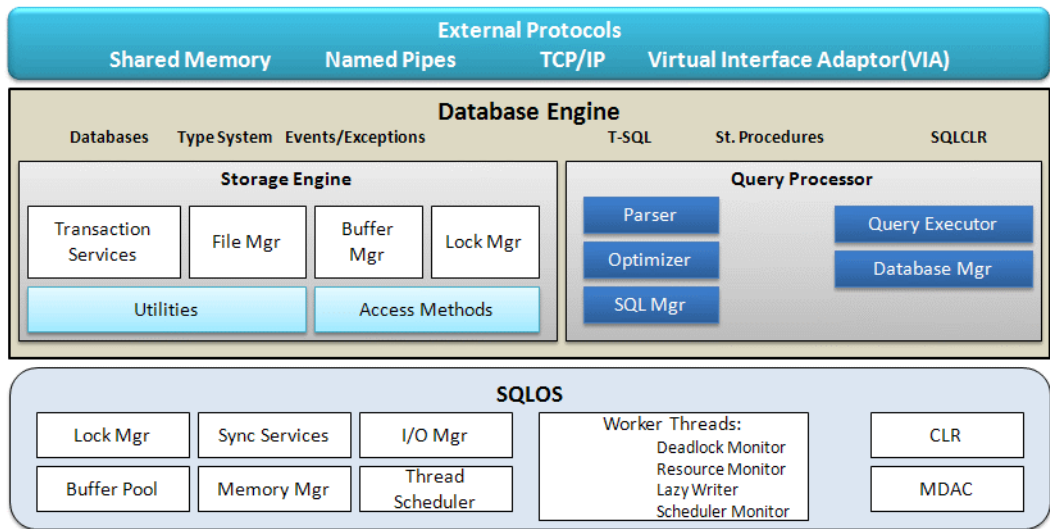 External Protocols
Shared Memory Named Pipes TCP/IP Virtual Interface Adaptor(VIA)
Database Engine
Databases Type System Events/Exceptions T-SQL St. Procedures SQLCLR
Storage Engine
Transaction
Services
File Mgr
Buffer
Mgr
Lock Mgr
Utilities
Access Methods
Query Processor
Parser
Optimizer
SQL Mgr
Query Executor
Database Mgr
SQLOS
Lock Mgr
Sync Services
I/O Mgr
Buffer Pool
Memory Mgr
Thread
Scheduler
Worker Threads:
Deadlock Monitor
Resource Monitor
Lazy Writer
Scheduler Monitor
CLR
MDAC